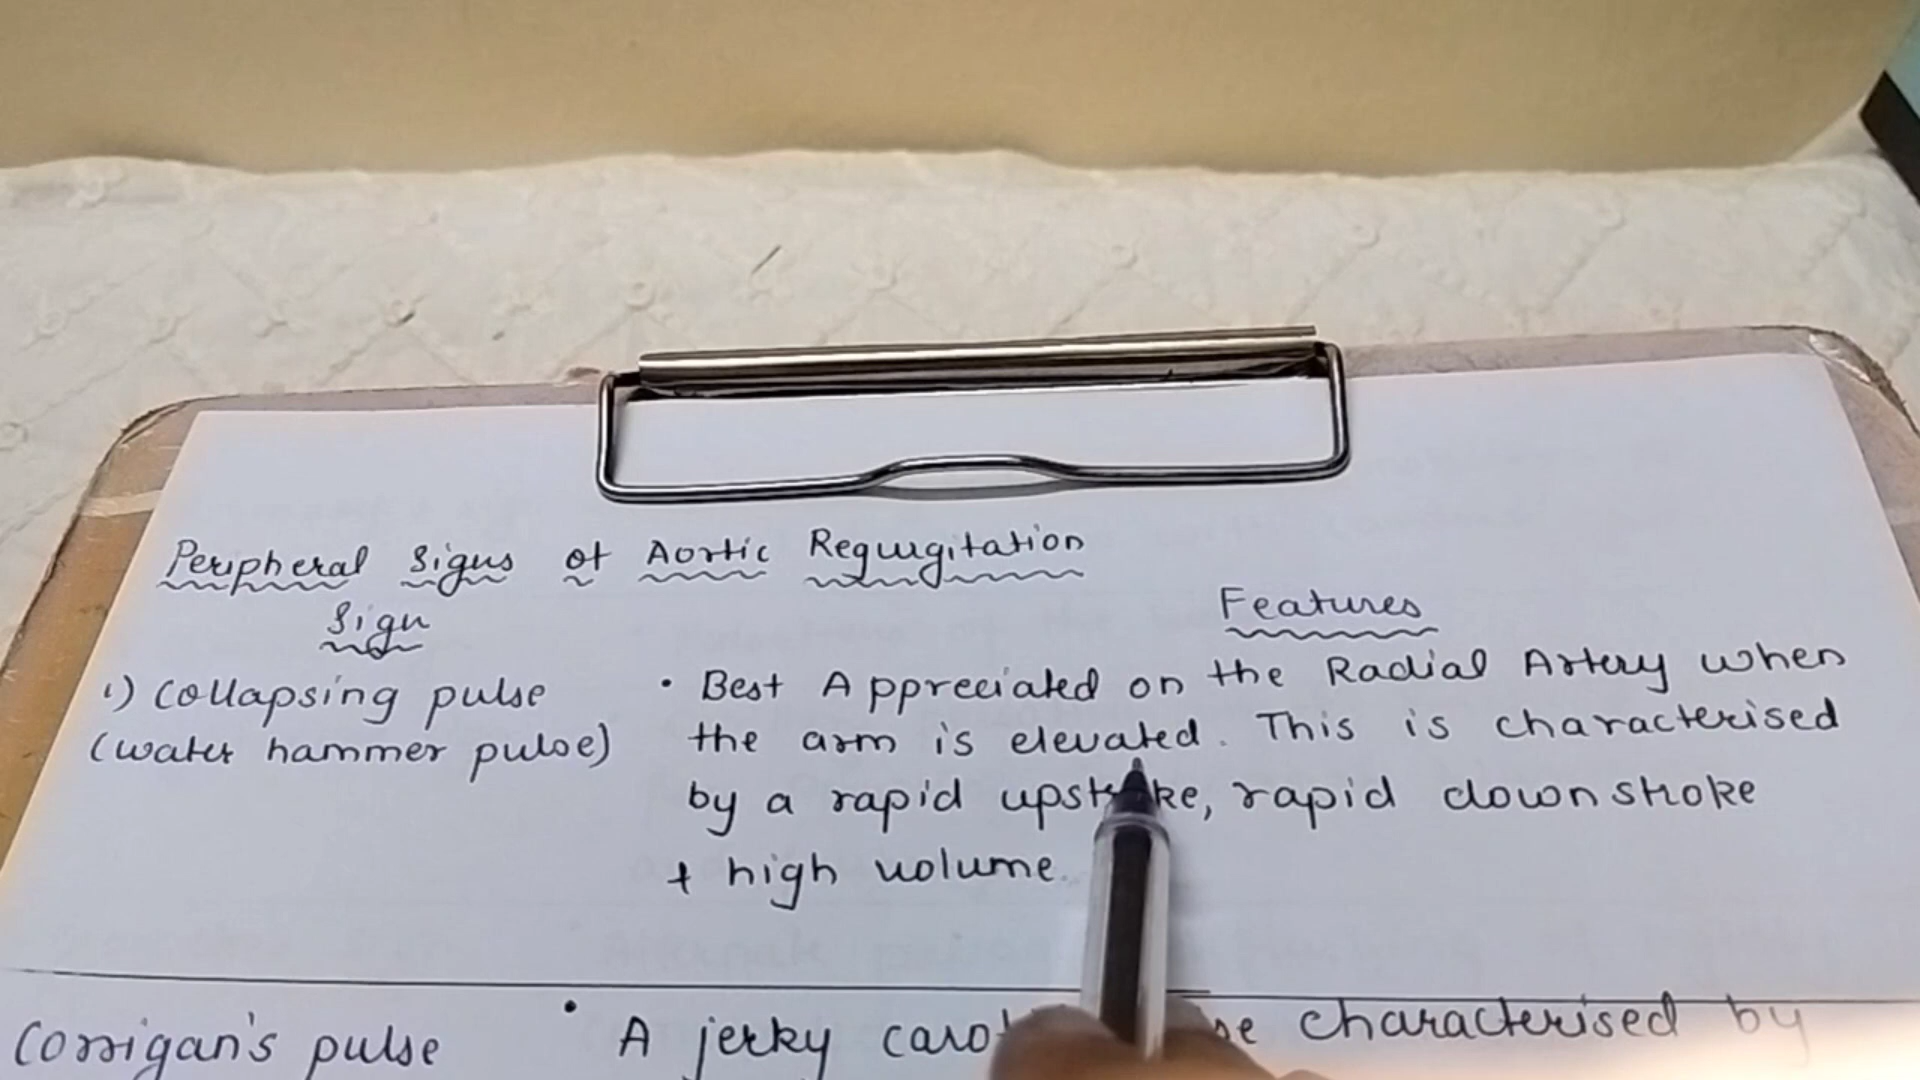 Peripheral Signs of Aortic Regurgitation
Sign
Features
1) Collapsing pulse
(water hammer pulse)
• Best Appreciated on the Radial Artery when
the arm is elevated. This is characterised
by a rapid upstroke, rapid downstroke
+ high volume.
Corrigan's pulse
• A jerky characterised by